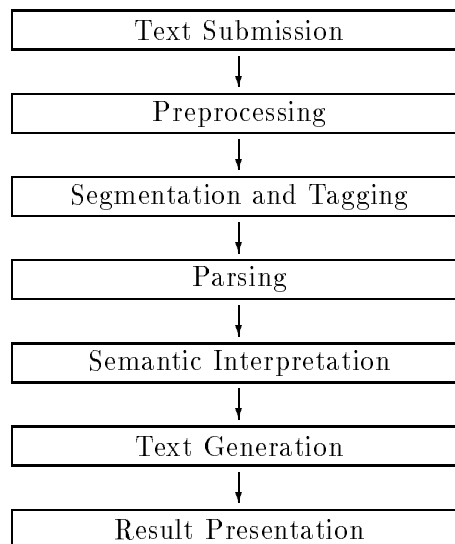 Text Submission
Preprocessing
Segmentation and Tagging
Parsing
Semantic Interpretation
Text Generation
Result Presentation